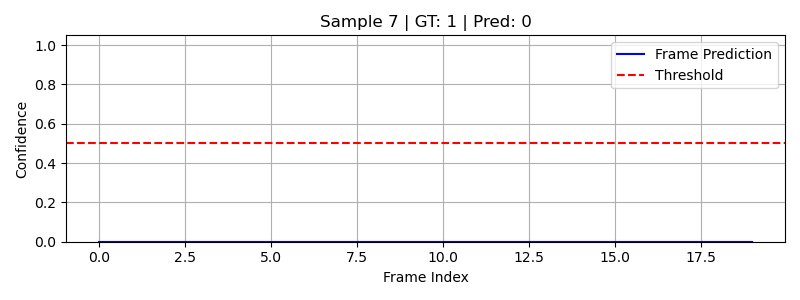 Sample 7 | GT: 1 | Pred: 0
1.0
0.8
0.6
0.4
0.2
0.0
Confidence
Frame Prediction
Threshold
0.0 2.5 5.0 7.5 10.0 12.5 15.0 17.5
Frame Index